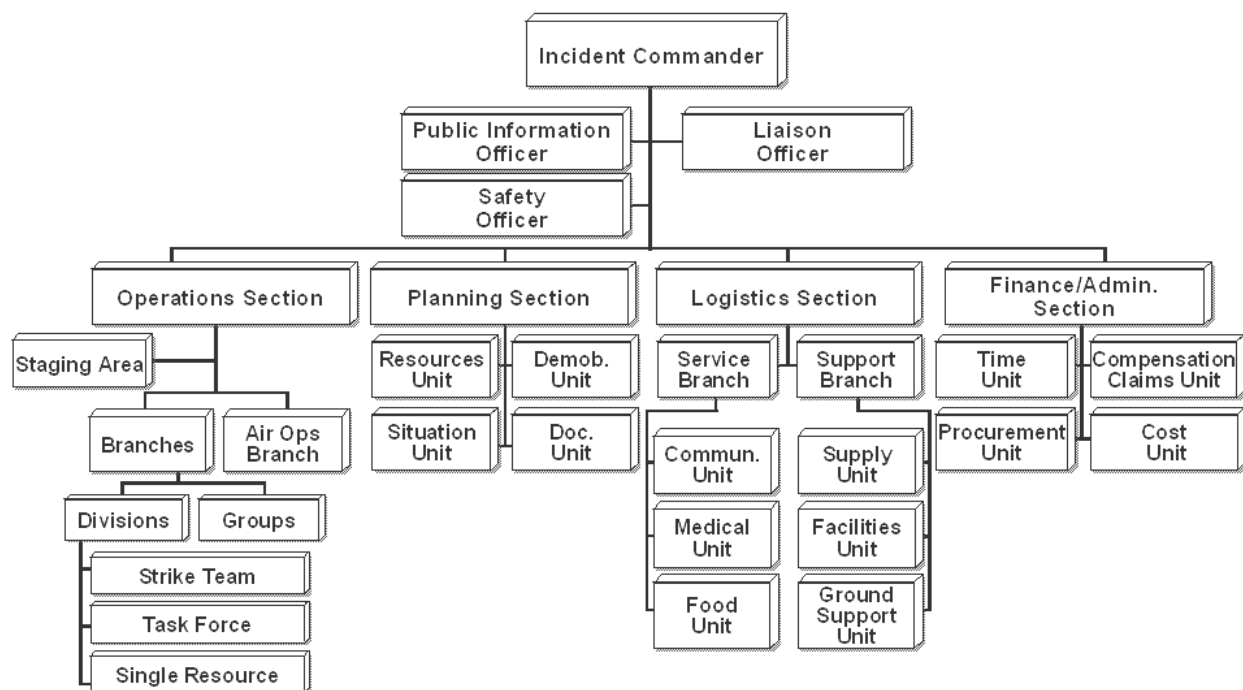 Incident Commander
Public Information
Officer
Liaison
Officer
Safety
Officer
Operations Section
Planning Section
Logistics Section
Finance/Admin.
Section
Staging Area
Resources
Unit
Demob.
Unit
Service
Branch
Support
Branch
Time
Unit
Compensation
Claims Unit
Branches
Air Ops
Branch
Situation
Unit
Doc.
Unit
Commun.
Unit
Supply
Unit
Procurement
Unit
Cost
Unit
Divisions
Groups
Medical
Unit
Facilities
Unit
Strike Team
Task Force
Food
Unit
Ground
Support
Unit
Single Resource